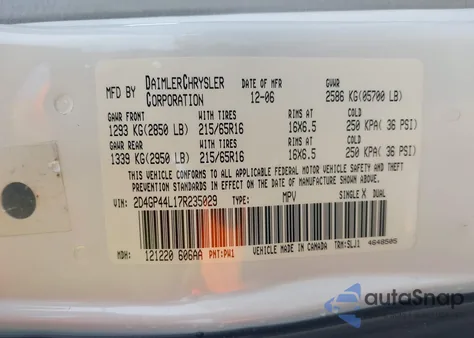 MFD BY DAIMLERCHRYSLER CORPORATION DATE OF MFR 12-06 GVWR 2586 KG(05700 LB)
GAWR FRONT WITH TIRES RIMS AT COLD
1293 KG(2850 LB) 215/65R16 16X6.5 250 KPA( 36 PSI)
GAWR REAR WITH TIRES RIMS AT COLD
1339 KG(2950 LB) 215/65R16 16X6.5 250 KPA( 36 PSI)
THIS VEHICLE CONFORMS TO ALL APPLICABLE FEDERAL MOTOR VEHICLE SAFETY AND
THEFT PREVENTION STANDARDS IN EFFECT ON THE DATE OF MANUFACTURE SHOWN ABOVE.
VIN: 2D4GP44L17R235029 TYPE: MPV SINGLE X DUAL
MDH: 121220 606AA PNT:PW1 VEHICLE MADE IN CANADA TRM:SLJ1 4648505
autoSnap